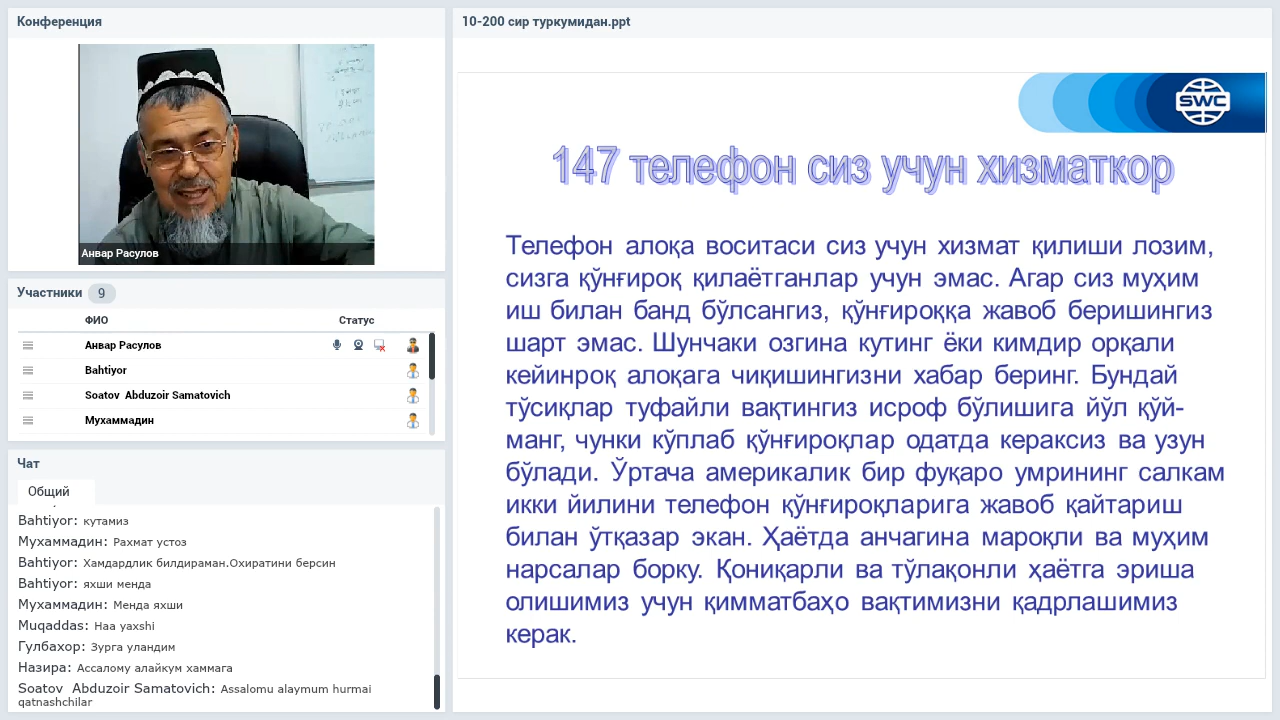 Конференция
Анвар Расулов
Участники 9
ФИО Статус
Анвар Расулов
Bahtiyor
Soatov Abduzoir Samatovich
Мухаммадин
Чат
Общий
Bahtiyor: кутамиз
Мухаммадин: Рахмат устоз
Bahtiyor: Хамдардлик билдираман.Охиратини берсин
Bahtiyor: яхши менда
Мухаммадин: Менда яхши
Muqaddas: Haa yaxshi
Гулбахор: Зурга уландим
Назира: Ассалому алайкум хаммага
Soatov Abduzoir Samatovich: Assalomu alaymum hurmai
qatnashchilar
10-200 сир туркумидан.ppt
SWC
147 телефон сиз учун хизматкор
Телефон алоқа воситаси сиз учун хизмат қилиши лозим,
сизга қўнғироқ қилаётганлар учун эмас. Агар сиз муҳим
иш билан банд бўлсангиз, қўнғироққа жавоб беришингиз
шарт эмас. Шунчаки озгина кутинг ёки кимдир орқали
кейинроқ алоқага чиқишингизни хабар беринг. Бундай
тўсиқлар туфайли вақтингиз исроф бўлишига йўл қўй-
манг, чунки кўплаб қўнғироқлар одатда кераксиз ва узун
бўлади. Ўртача америкалик бир фуқаро умрининг салкам
икки йилини телефон қўнғироқларига жавоб қайтариш
билан ўтқазар экан. Ҳаётда анчагина мароқли ва муҳим
нарсалар борку. Қониқарли ва тўлақонли ҳаётга эриша
олишимиз учун қимматбаҳо вақтимизни қадрлашимиз
керак.